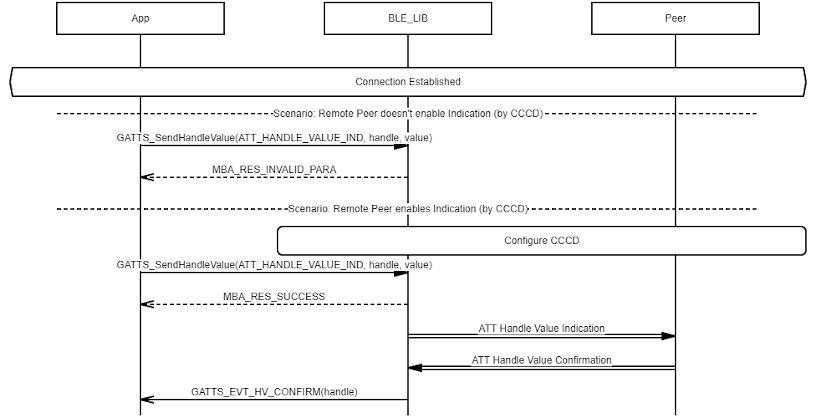 App
BLE_LIB
Peer
Connection Established
Scenario: Remote Peer doesn't enable Indication (by CCCD)
GATTS_SendHandleValue(ATT_HANDLE_VALUE_IND, handle, value)
MBA_RES_INVALID_PARA
Scenario: Remote Peer enables Indication (by CCCD)
Configure CCCD
GATTS_SendHandleValue(ATT_HANDLE_VALUE_IND, handle, value)
MBA_RES_SUCCESS
ATT Handle Value Indication
ATT Handle Value Confirmation
GATTS_EVT_HV_CONFIRM(handle)